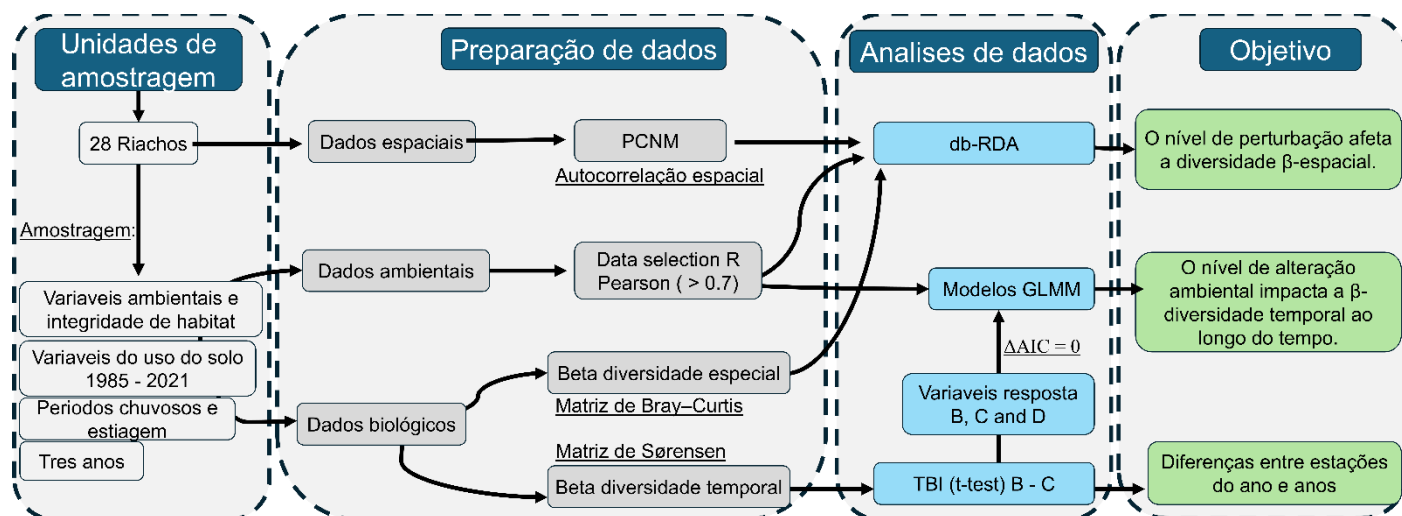 Unidades de
amostragem
28 Riachos
Amostragem:
Variaveis ambientais e
integridade de habitat
Variaveis do uso do solo
1985 - 2021
Periodos chuvosos e
estiagem
Tres anos
Preparação de dados
Dados espaciais
PCNM
Autocorrelação espacial
Dados ambientais
Data selection R
Pearson ( > 0.7)
Dados biológicos
Beta diversidade especial
Matriz de Bray–Curtis
Matriz de Sørensen
Beta diversidade temporal
Analises de dados
db-RDA
Modelos GLMM
ΔAIC = 0
Variaveis resposta
B, C and D
TBI (t-test) B - C
Objetivo
O nível de perturbação afeta
a diversidade β-espacial.
O nível de alteração
ambiental impacta a β-
diversidade temporal ao
longo do tempo.
Diferenças entre estações
do ano e anos